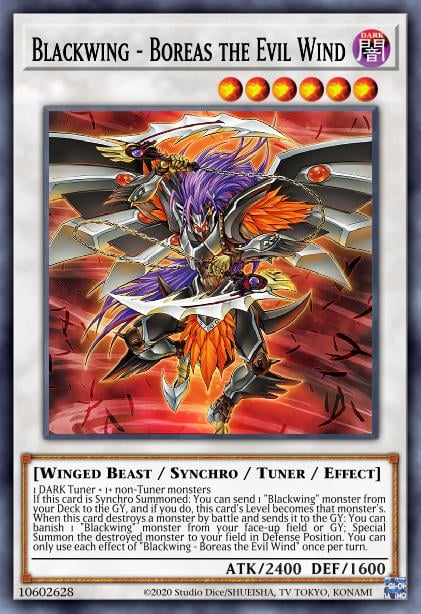 BLACKWING - BOREAS THE EVIL WIND
DARK
闇
[WINGED BEAST / SYNCHRO / TUNER / EFFECT]
1 DARK Tuner + 1+ non-Tuner monsters
If this card is Synchro Summoned: You can send 1 "Blackwing" monster from
your Deck to the GY, and if you do, this card's Level becomes that monster's.
When this card destroys a monster by battle and sends it to the GY: You can
banish 1 "Blackwing" monster from your face-up field or GY; Special
Summon the destroyed monster to your field in Defense Position. You can
only use each effect of "Blackwing - Boreas the Evil Wind" once per turn.
ATK/2400 DEF/1600
10602628
©2020 Studio Dice/SHUEISHA, TV TOKYO, KONAMI